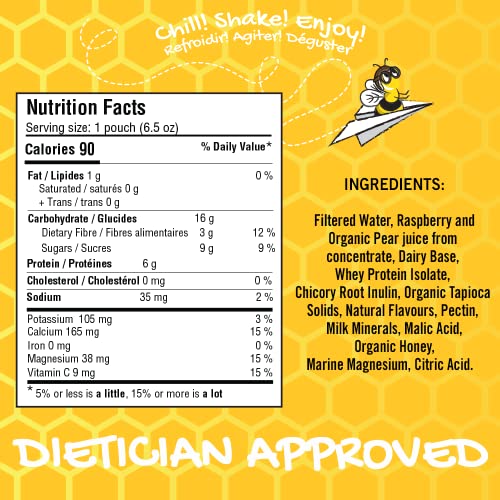 Chill! Shake! Enjoy!
Refroidir! Agiter! Déguster
Nutrition Facts
Serving size: 1 pouch (6.5 oz)
Calories 90 % Daily Value*
Fat / Lipides 1 g 0 %
Saturated / saturés 0 g
+ Trans / trans 0 g
Carbohydrate / Glucides 16 g
Dietary Fibre / Fibres alimentaires 3 g 12 %
Sugars / Sucres 9 g 9 %
Protein / Protéines 6 g
Cholesterol / Cholestérol 0 mg 0 %
Sodium 35 mg 2 %
Potassium 105 mg 3 %
Calcium 165 mg 15 %
Iron 0 mg 0 %
Magnesium 38 mg 15 %
Vitamin C 9 mg 15 %
* 5% or less is a little, 15% or more is a lot
INGREDIENTS:
Filtered Water, Raspberry and
Organic Pear juice from
concentrate, Dairy Base,
Whey Protein Isolate,
Chicory Root Inulin, Organic Tapioca
Solids, Natural Flavours, Pectin,
Milk Minerals, Malic Acid,
Organic Honey,
Marine Magnesium, Citric Acid.
DIETICIAN APPROVED